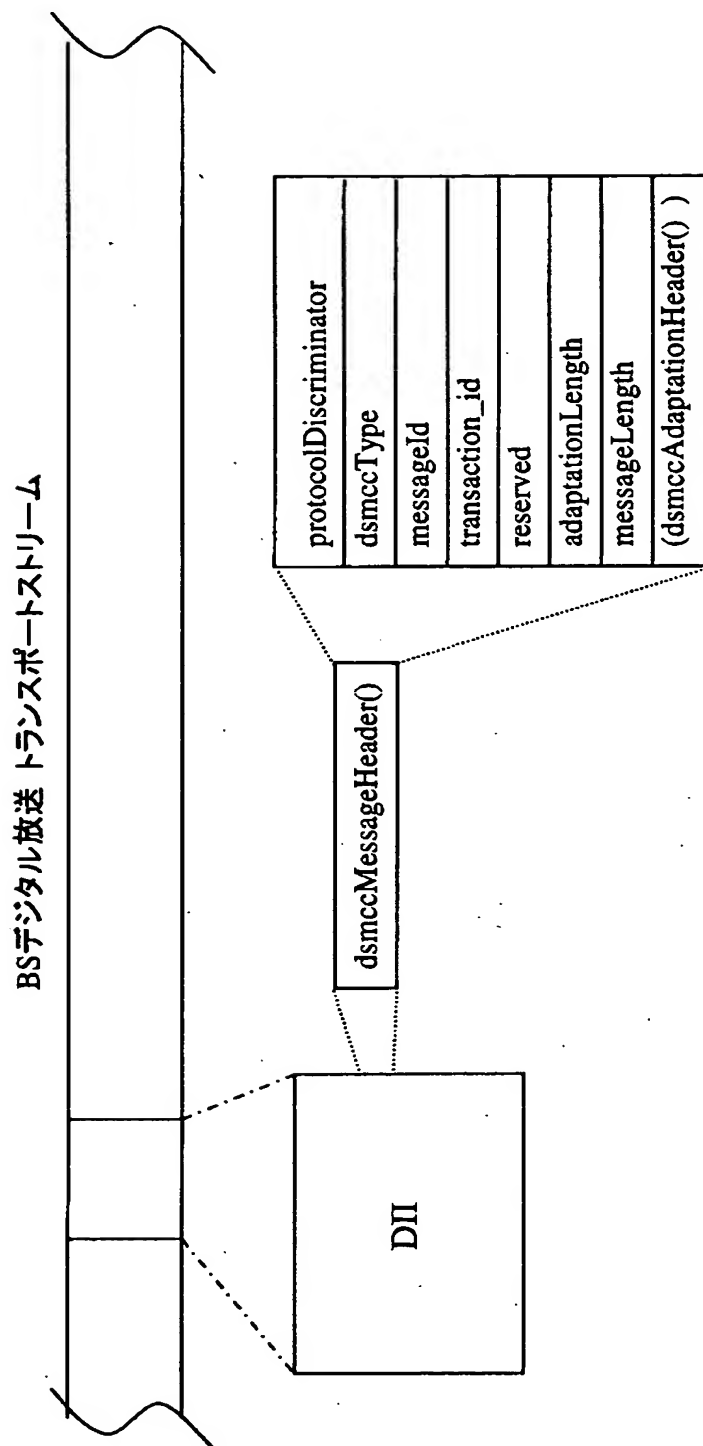 BSデジタル放送 トランスポートストリーム
DII
dsmccMessageHeader()
protocolDiscriminator
dsmccType
messageId
transaction_id
reserved
adaptationLength
messageLength
(dsmccAdaptationHeader() )